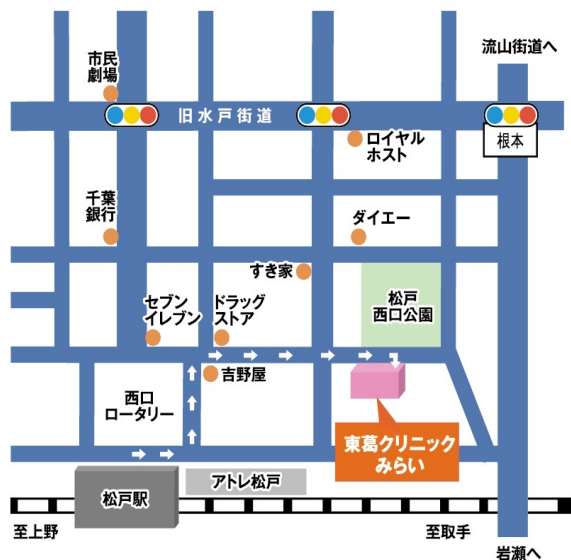 流山街道へ
市民
劇場
旧水戸街道
ロイヤル
ホスト
根本
千葉
銀行
ダイエー
すき家
セブン
イレブン
ドラッグ
ストア
松戸
西口公園
吉野屋
西口
ロータリー
東葛クリニック
みらい
アトレ松戸
松戸駅
至上野
至取手
岩瀬へ